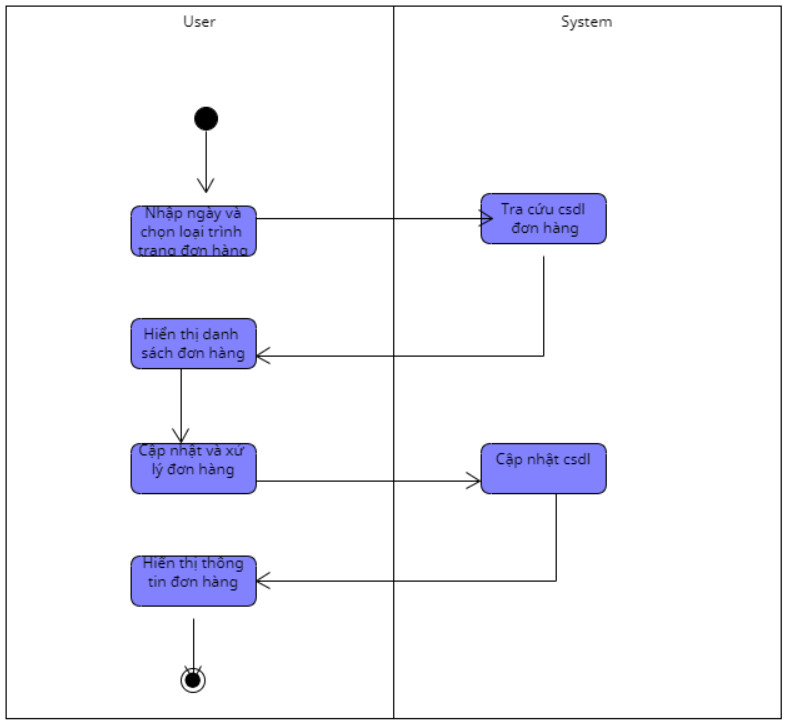 User
System
Nhập ngày và
chọn loại trình
trạng đơn hàng
Tra cứu csdl
đơn hàng
Hiển thị danh
sách đơn hàng
Cập nhật và xử
lý đơn hàng
Cập nhật csdl
Hiển thị thông
tin đơn hàng